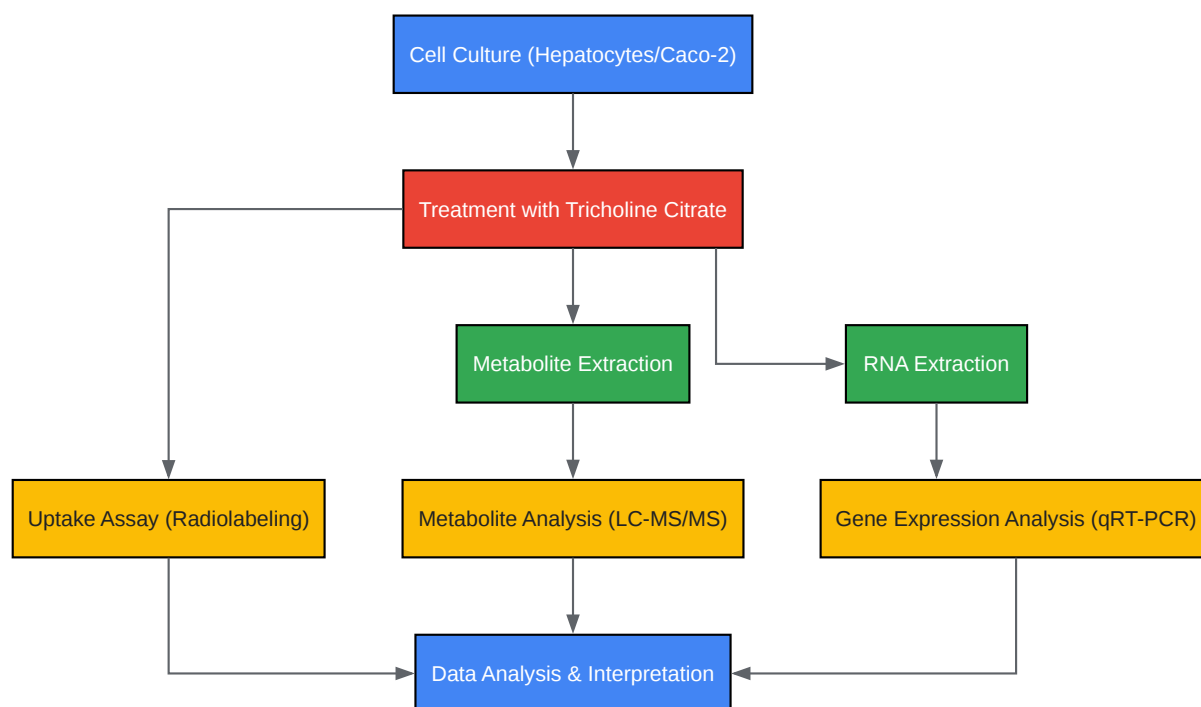 Cell Culture (Hepatocytes/Caco-2)
Treatment with Tricholine Citrate
Metabolite Extraction
RNA Extraction
Uptake Assay (Radiolabeling)
Metabolite Analysis (LC-MS/MS)
Gene Expression Analysis (qRT-PCR)
Data Analysis & Interpretation